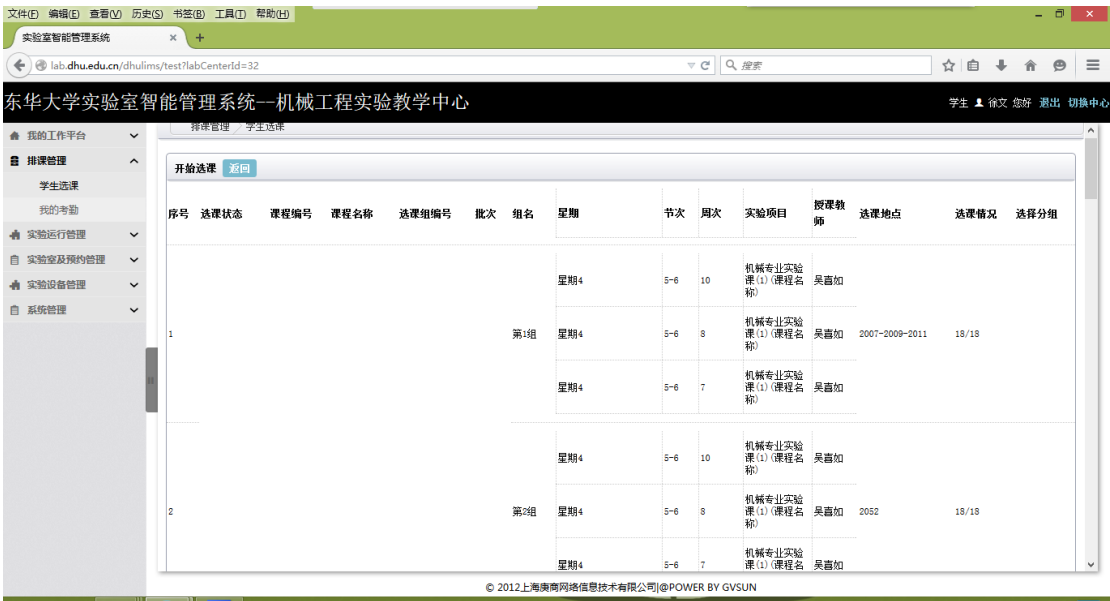 文件(F) 编辑(E) 查看(V) 历史(S) 书签(B) 工具(T) 帮助(H)
实验室智能管理系统 × +
lab.dhu.edu.cn/dhulims/test?labCenterId=32 搜索
东华大学实验室智能管理系统--机械工程实验教学中心 学生 徐文 您好 退出 切换中心
我的工作平台
排课管理
学生选课
我的考勤
实验运行管理
实验室及预约管理
实验设备管理
系统管理
排课管理 / 学生选课
开始选课 返回
序号 选课状态 课程编号 课程名称 选课组编号 批次 组名 星期 节次 周次 实验项目 授课教师 选课地点 选课情况 选择分组
星期4 5-6 10 机械专业实验课(1)(课程名称) 吴喜如
1 第1组 星期4 5-6 8 机械专业实验课(1)(课程名称) 吴喜如 2007-2009-2011 18/18
星期4 5-6 7 机械专业实验课(1)(课程名称) 吴喜如
星期4 5-6 10 机械专业实验课(1)(课程名称) 吴喜如
2 第2组 星期4 5-6 8 机械专业实验课(1)(课程名称) 吴喜如 2052 18/18
星期4 5-6 7 机械专业实验课(1)(课程名 吴喜如
© 2012上海庚商网络信息技术有限公司|@POWER BY GVSUN